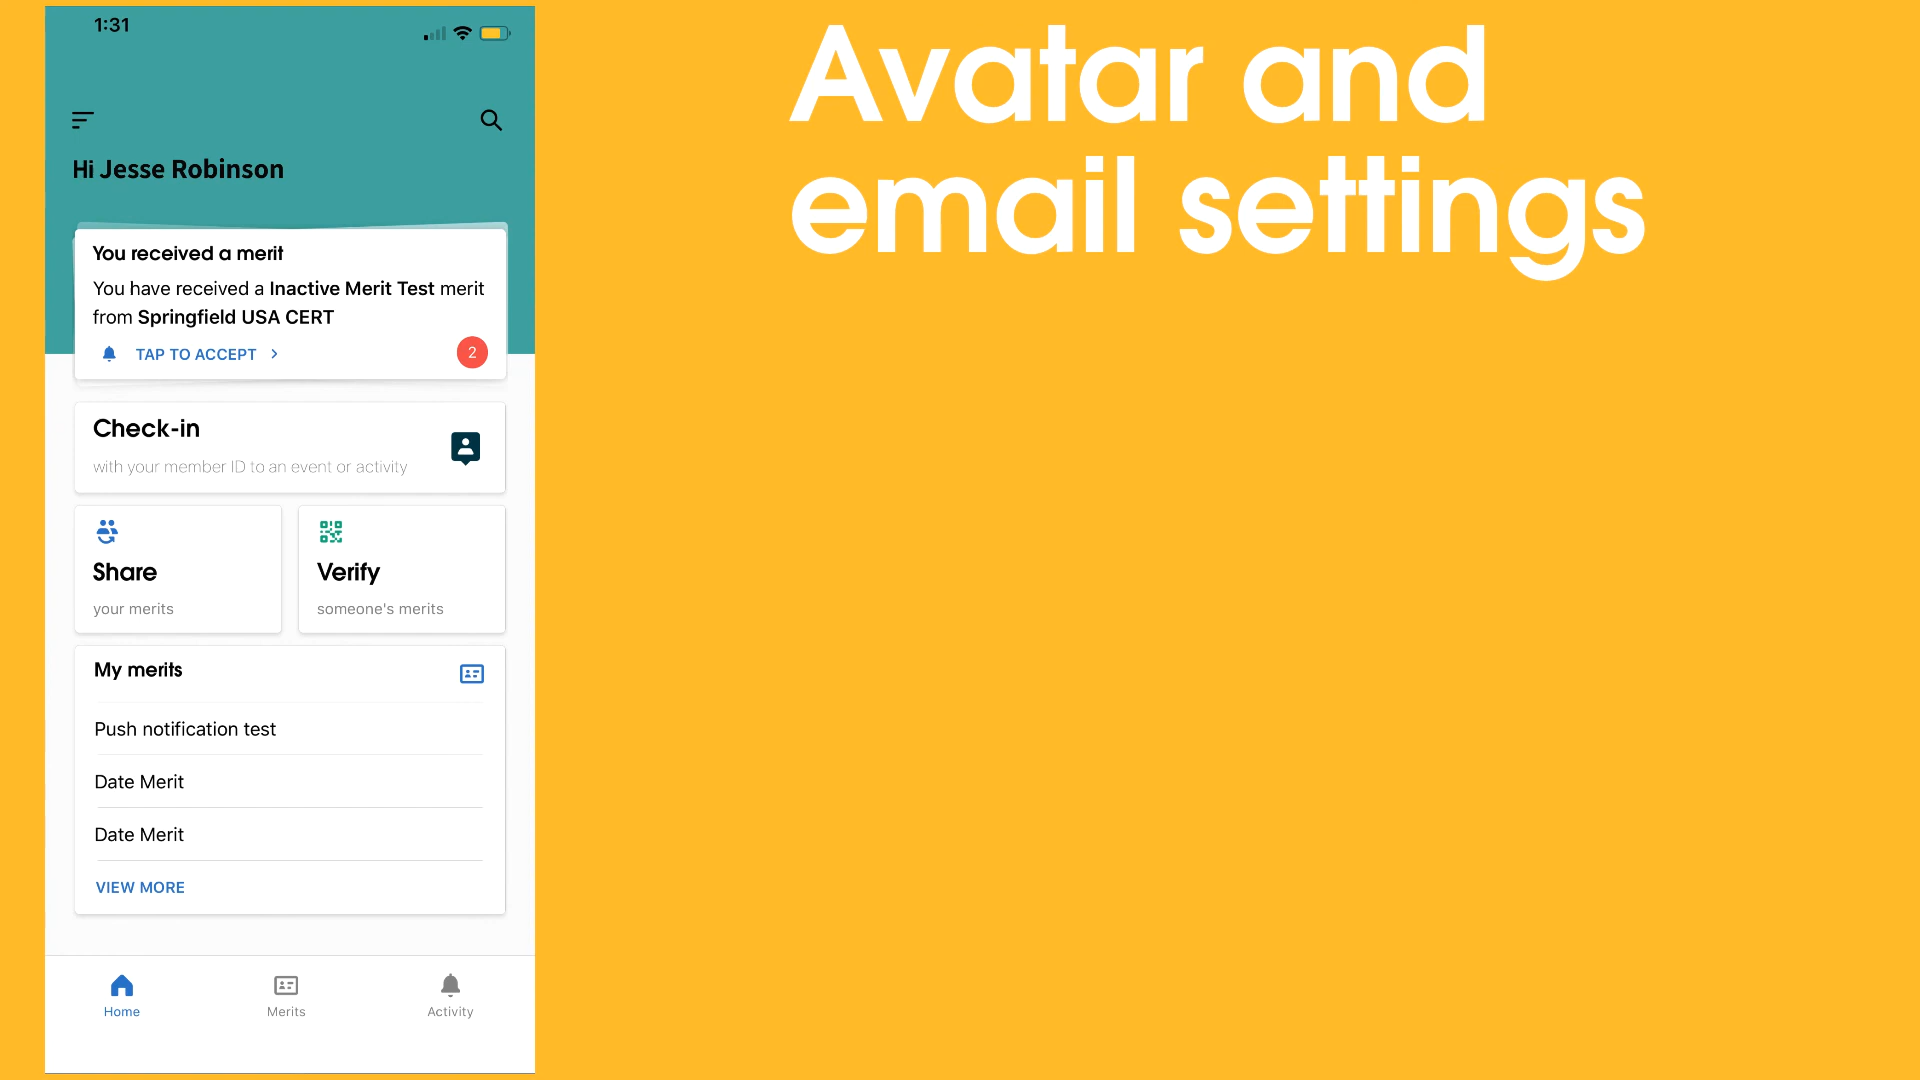 1:31
Hi Jesse Robinson
You received a merit
You have received a Inactive Merit Test merit
from Springfield USA CERT
TAP TO ACCEPT
2
Check-in
with your member ID to an event or activity
Share
your merits
Verify
someone's merits
My merits
Push notification test
Date Merit
Date Merit
VIEW MORE
Home
Merits
Activity
Avatar and
email settings